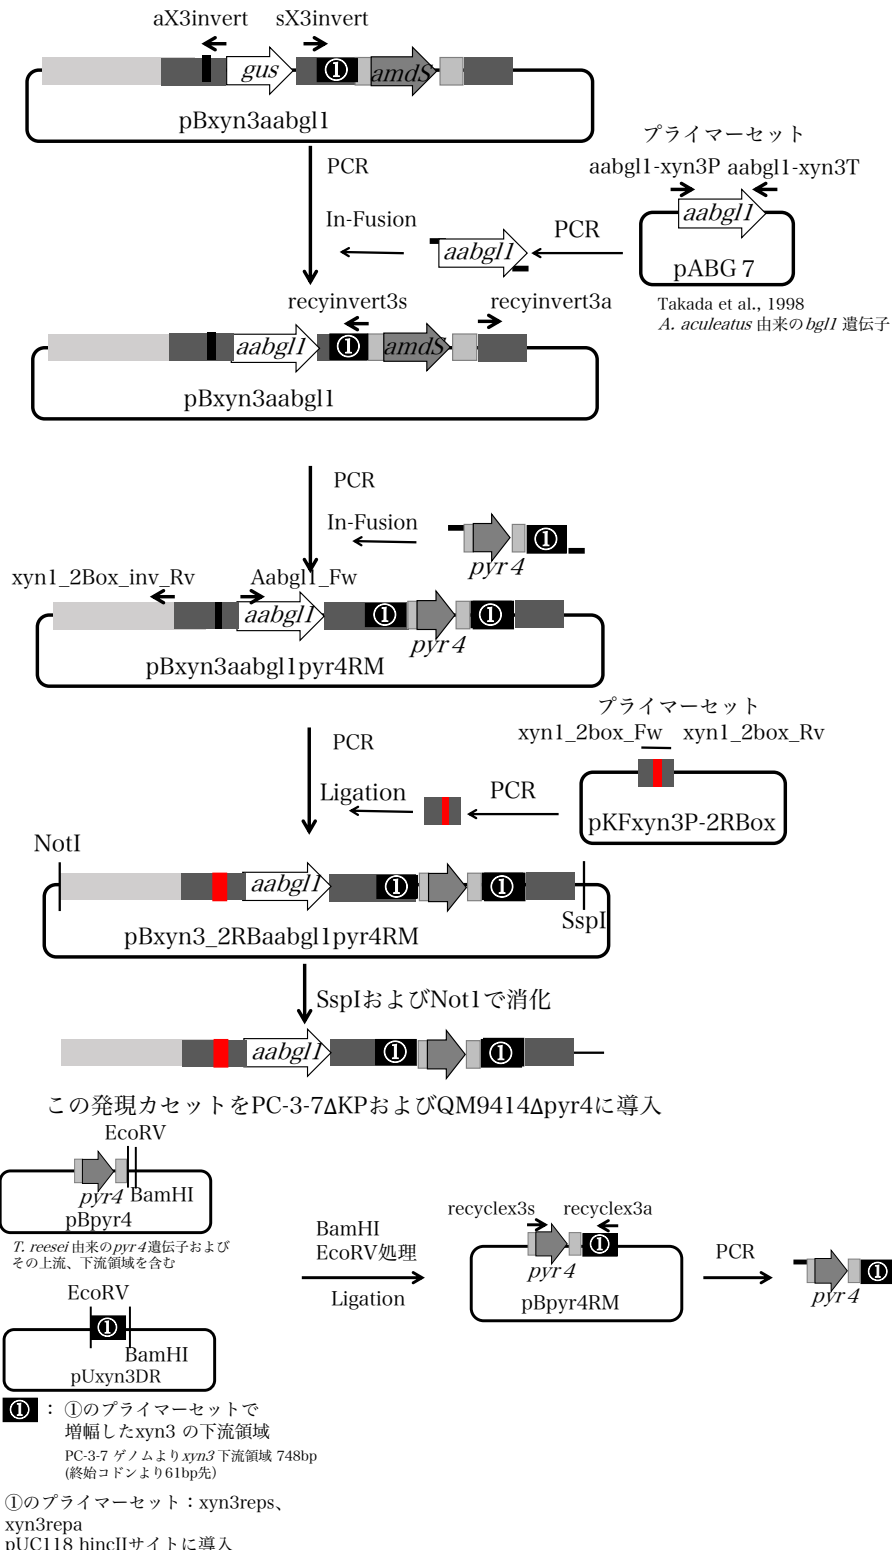 aX3invert sX3invert
gus ① amdS
pBxyn3aabgl1
プライマーセット
PCR
aabgl1-xyn3P aabgl1-xyn3T
In-Fusion
aabgl1
PCR
aabgl1
pABG 7
recyinvert3s
recyinvert3a
Takada et al., 1998
A. aculeatus 由来のbgl1 遺伝子
aabgl1 ① amdS
pBxyn3aabgl1
PCR
In-Fusion
①
pyr4
xyn1_2Box_inv_Rv Aabgl1_Fw
aabgl1 ① ①
pyr4
pBxyn3aabgl1pyr4RM
プライマーセット
xyn1_2box_Fw xyn1_2box_Rv
PCR
Ligation
PCR
pKFxyn3P-2RBox
NotI
aabgl1 ① ①
SspI
pBxyn3_2RBaabgl1pyr4RM
SspIおよびNot1で消化
aabgl1 ① ①
この発現カセットをPC-3-7ΔKPおよびQM9414Δpyr4に導入
EcoRV
pyr4 BamHI
pBpyr4
T. reesei 由来のpyr4遺伝子および
その上流、下流領域を含む
BamHI
EcoRV処理
Ligation
recyclex3s recyclex3a
①
pyr4
pBpyr4RM
PCR
①
pyr4
EcoRV
①
BamHI
pUxyn3DR
① : ①のプライマーセットで
増幅したxyn3 の下流領域
PC-3-7 ゲノムよりxyn3 下流領域 748bp
(終始コドンより61bp先)
①のプライマーセット：xyn3reps、
xyn3repa
pUC118 hincIIサイトに導入